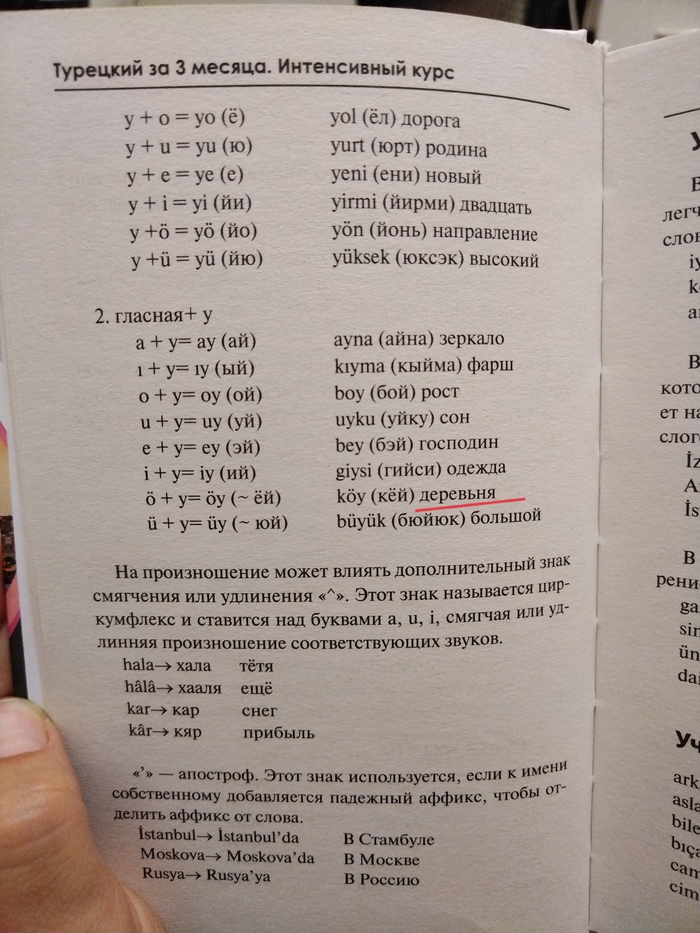 Турецкий за 3 месяца. Интенсивный курс
y + o = yo (ё) yol (ёл) дорога
y + u = yu (ю) yurt (юрт) родина
y + e = ye (е) yeni (ени) новый
y + i = yi (йи) yirmi (йирми) двадцать
y +ö = yö (йо) yön (йонь) направление
y +ü = yü (йю) yüksek (юксэк) высокий
2. гласная+ y
a + y= ay (ай) ayna (айна) зеркало
ı + y= ıy (ый) kıyma (кыйма) фарш
o + y= oy (ой) boy (бой) рост
u + y= uy (уй) uyku (уйку) сон
e + y= ey (эй) bey (бэй) господин
i + y= iy (ий) giysi (гийси) одежда
ö + y= öy (~ ёй) köy (кёй) деревьня
ü + y= üy (~ юй) büyük (бюйюк) большой
На произношение может влиять дополнительный знак
смягчения или удлинения «^». Этот знак называется цир-
кумфлекс и ставится над буквами a, u, i, смягчая или уд-
линняя произношение соответствующих звуков.
hala→ хала тётя
hâlâ→ хааля ещё
kar→ кар снег
kâr→ кяр прибыль
«’» — апостроф. Этот знак используется, если к имени
собственному добавляется падежный аффикс, чтобы от-
делить аффикс от слова.
İstanbul→ İstanbul’da В Стамбуле
Moskova→ Moskova’da В Москве
Rusya→ Rusya’ya В Россию